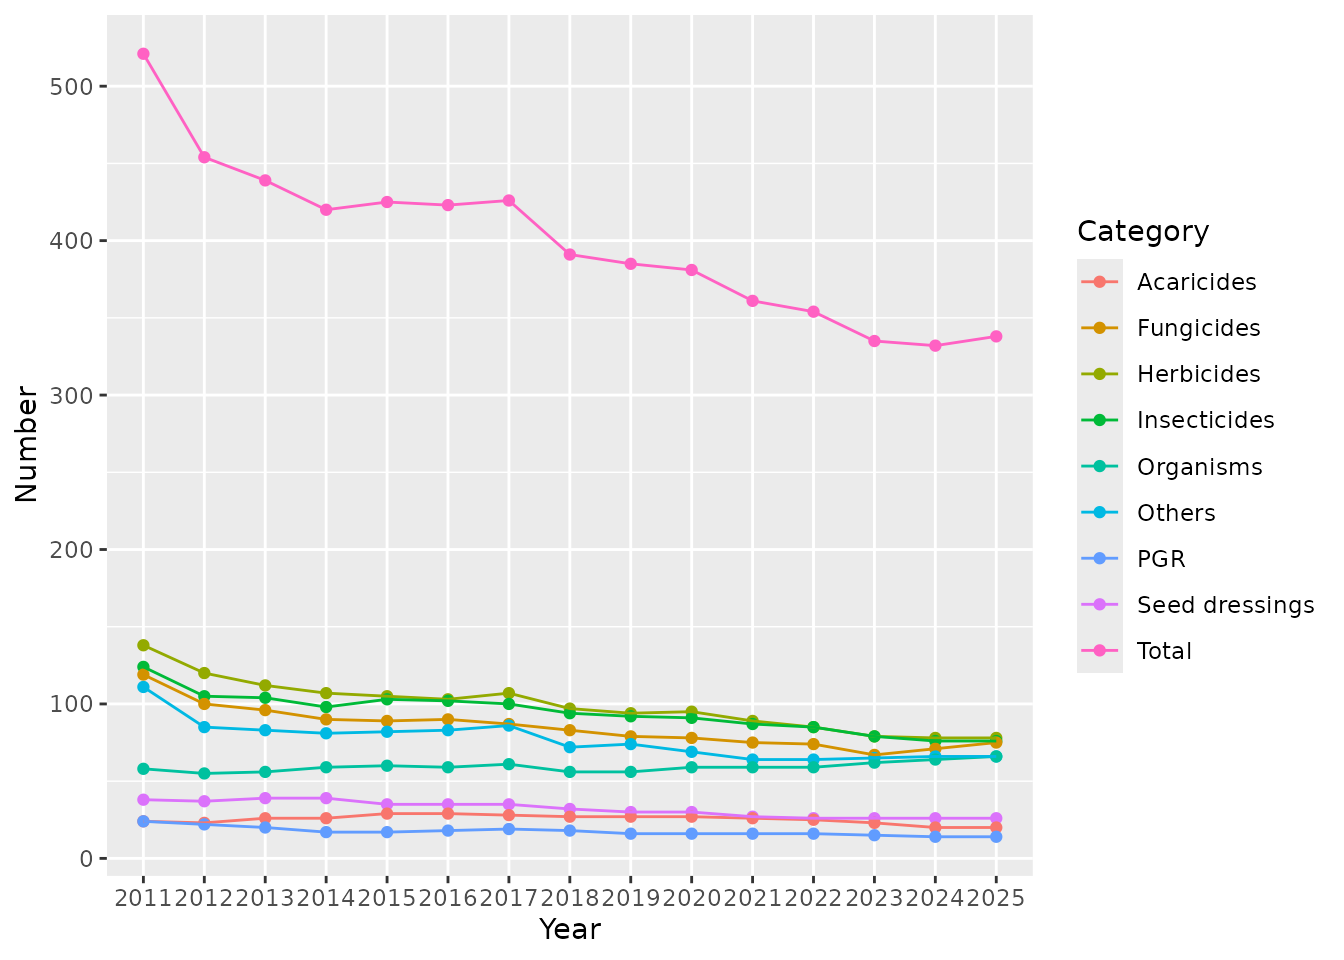 500
400
300
200
100
0
Number
2011 2012 2013 2014 2015 2016 2017 2018 2019 2020 2021 2022 2023 2024 2025
Year
Category
Acaricides
Fungicides
Herbicides
Insecticides
Organisms
Others
PGR
Seed dressings
Total